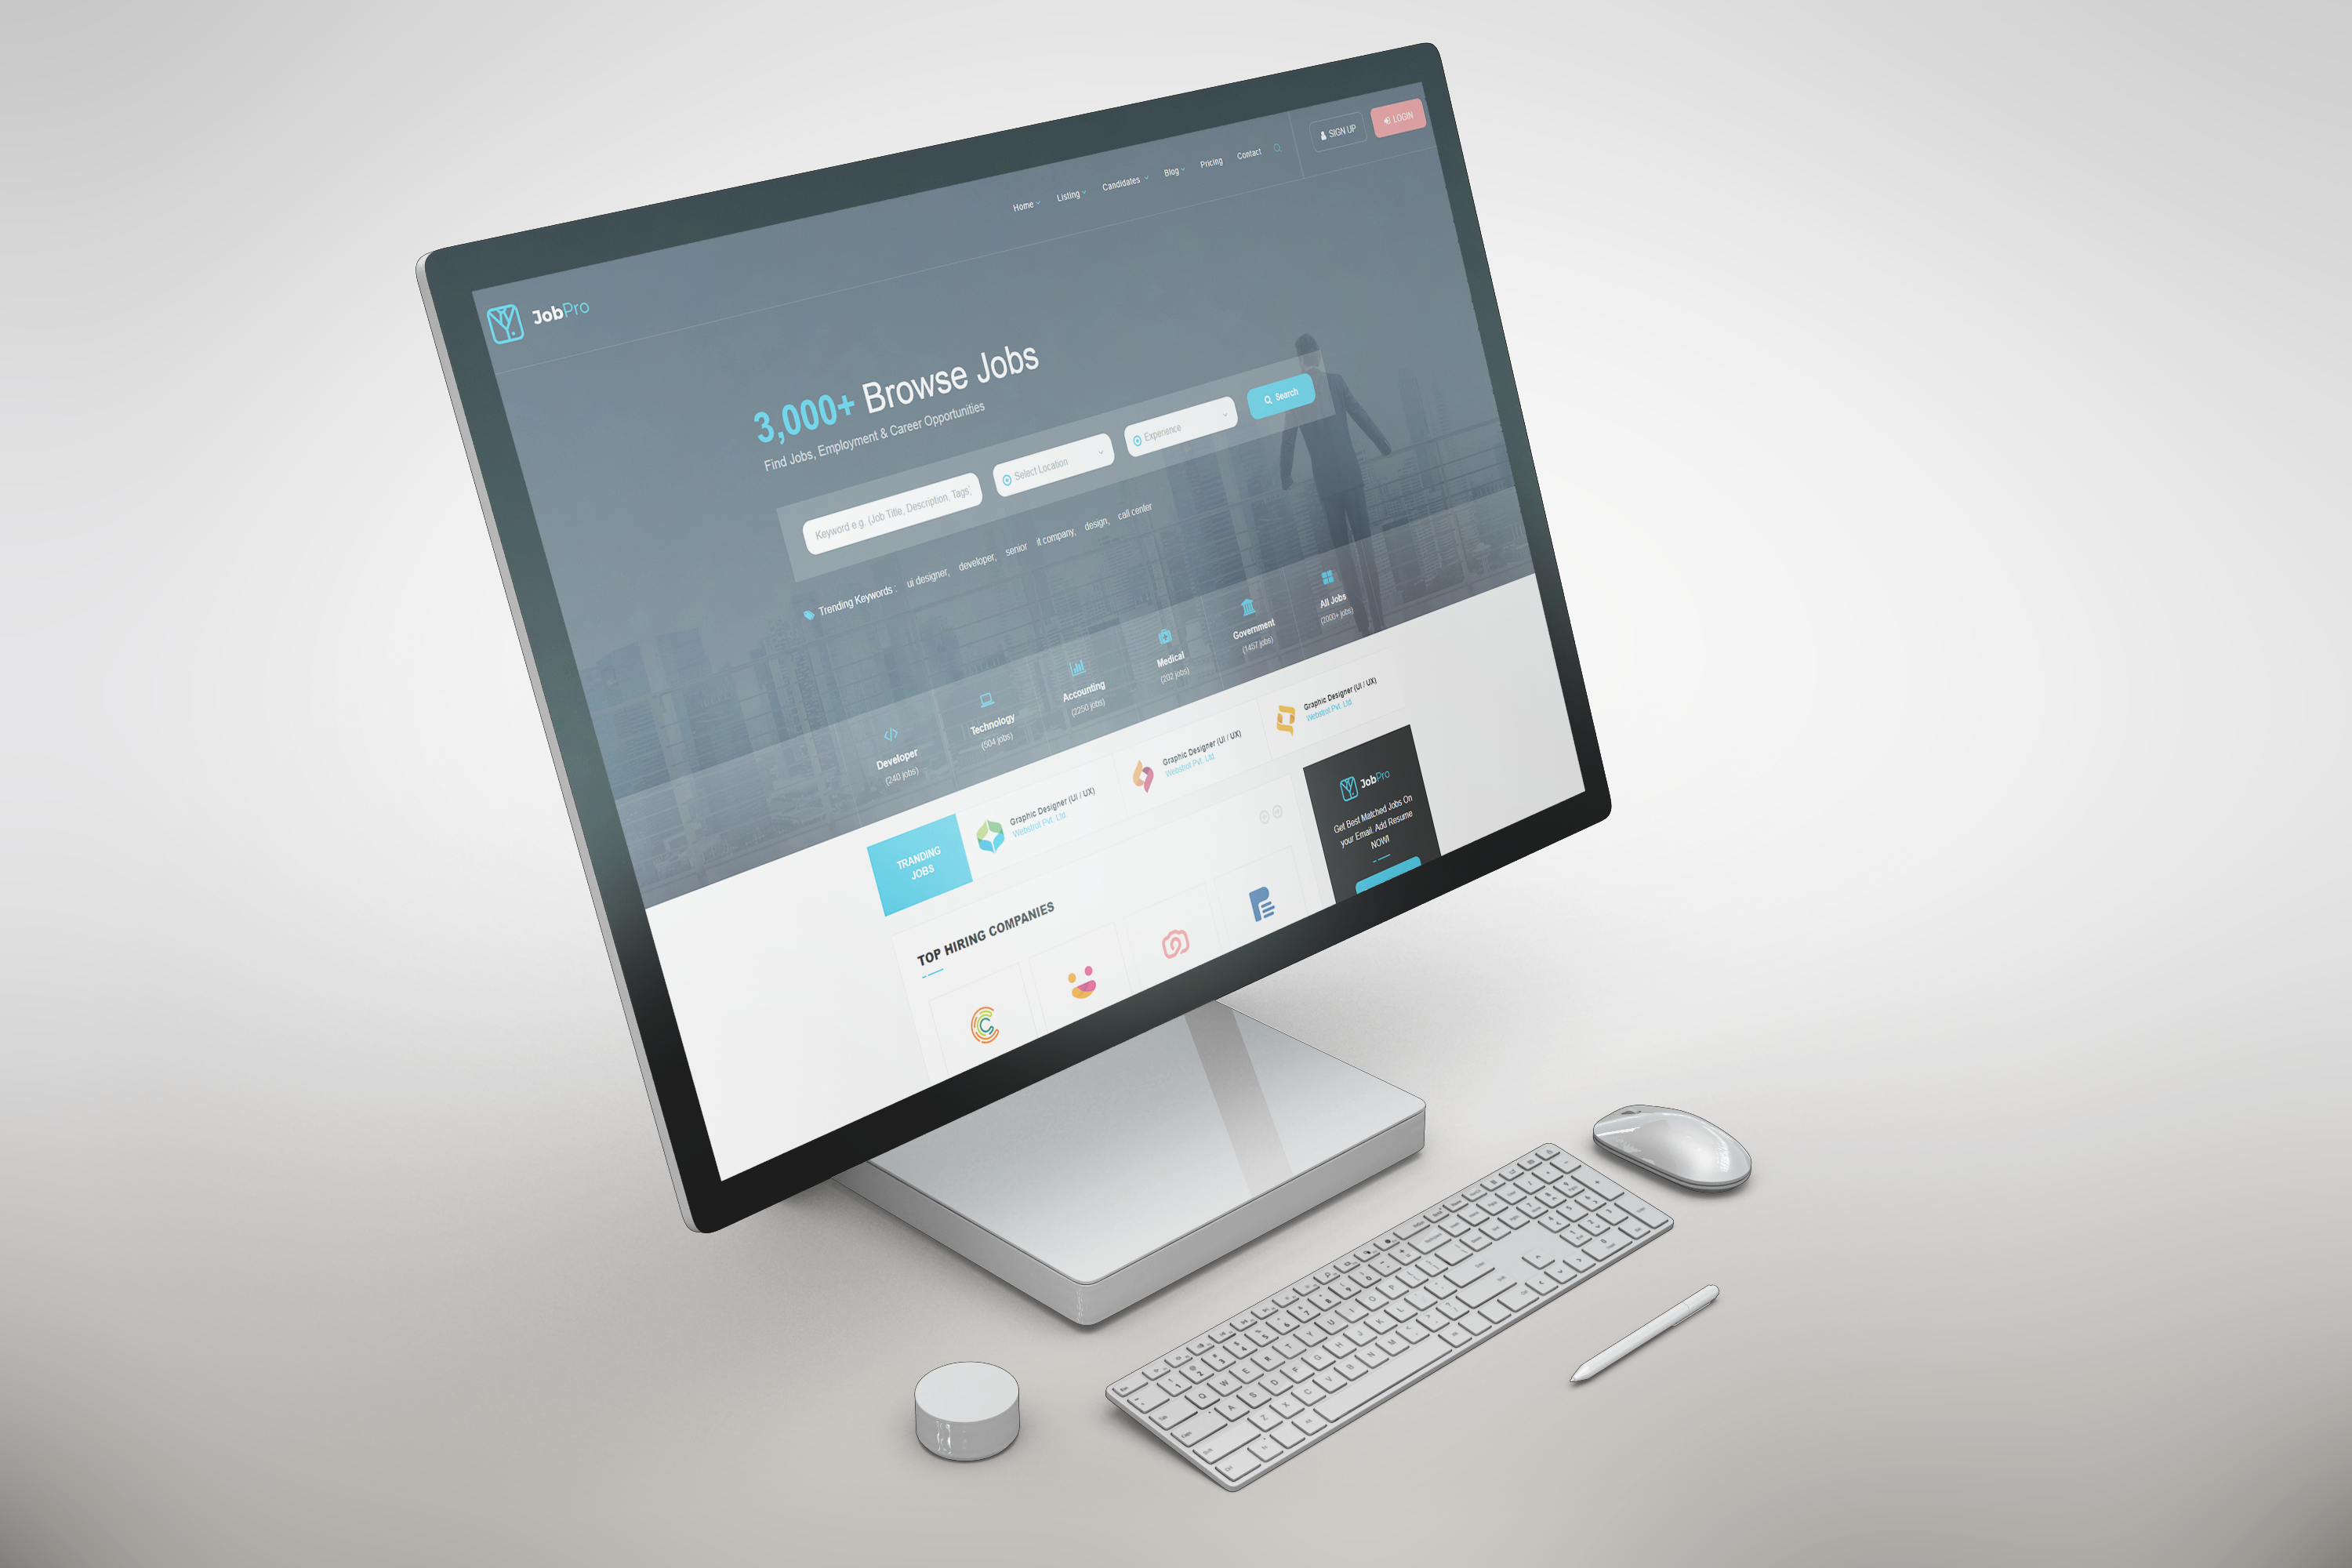 JobPro
Home
Listing
Candidates
Blog
Pricing
Contact
SIGN UP
LOGIN
3,000+ Browse Jobs
Find Jobs, Employment & Career Opportunities
Keyword e.g. (Job Title, Description, Tags)
Select Location
Experience
Search
Trending Keywords : ui designer, developer, senior it company, design, call center
Developer
(240 jobs)
Technology
(504 jobs)
Accounting
(2250 jobs)
Medical
(202 jobs)
Government
(1457 jobs)
All Jobs
(2000+ jobs)
TRANDING
JOBS
Graphic Designer (UI / UX)
Webstrot Pvt. Ltd.
Graphic Designer (UI / UX)
Webstrot Pvt. Ltd.
Graphic Designer (UI / UX)
Webstrot Pvt. Ltd.
TOP HIRING COMPANIES
JobPro
Get Best Matched Jobs On
your Email. Add Resume
NOW!
Q W E R T Y U I O P
A S D F G H J K L
Z X C V B N M